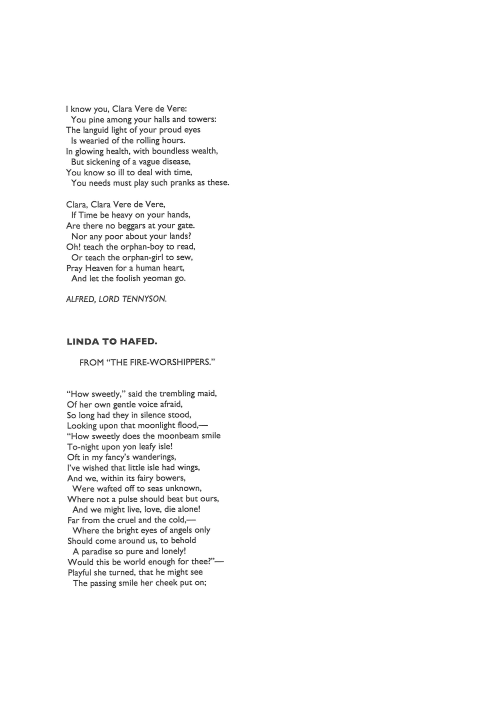 I know you, Clara Vere de Vere:
You pine among your halls and towers:
The languid light of your proud eyes
Is wearied of the rolling hours.
In glowing health, with boundless wealth,
But sickening of a vague disease,
You know so ill to deal with time,
You needs must play such pranks as these.
Clara, Clara Vere de Vere,
If Time be heavy on your hands,
Are there no beggars at your gate.
Nor any poor about your lands?
Oh! teach the orphan-boy to read,
Or teach the orphan-girl to sew,
Pray Heaven for a human heart,
And let the foolish yeoman go.
ALFRED, LORD TENNYSON.
LINDA TO HAFED.
FROM "THE FIRE-WORSHIPPERS."
"How sweetly," said the trembling maid,
Of her own gentle voice afraid,
So long had they in silence stood,
Looking upon that moonlight flood,—
"How sweetly does the moonbeam smile
To-night upon yon leafy isle!
Oft in my fancy's wanderings,
I've wished that little isle had wings,
And we, within its fairy bowers,
Were wafted off to seas unknown,
Where not a pulse should beat but ours,
And we might live, love, die alone!
Far from the cruel and the cold,—
Where the bright eyes of angels only
Should come around us, to behold
A paradise so pure and lonely!
Would this be world enough for thee?"—
Playful she turned, that he might see
The passing smile her cheek put on;